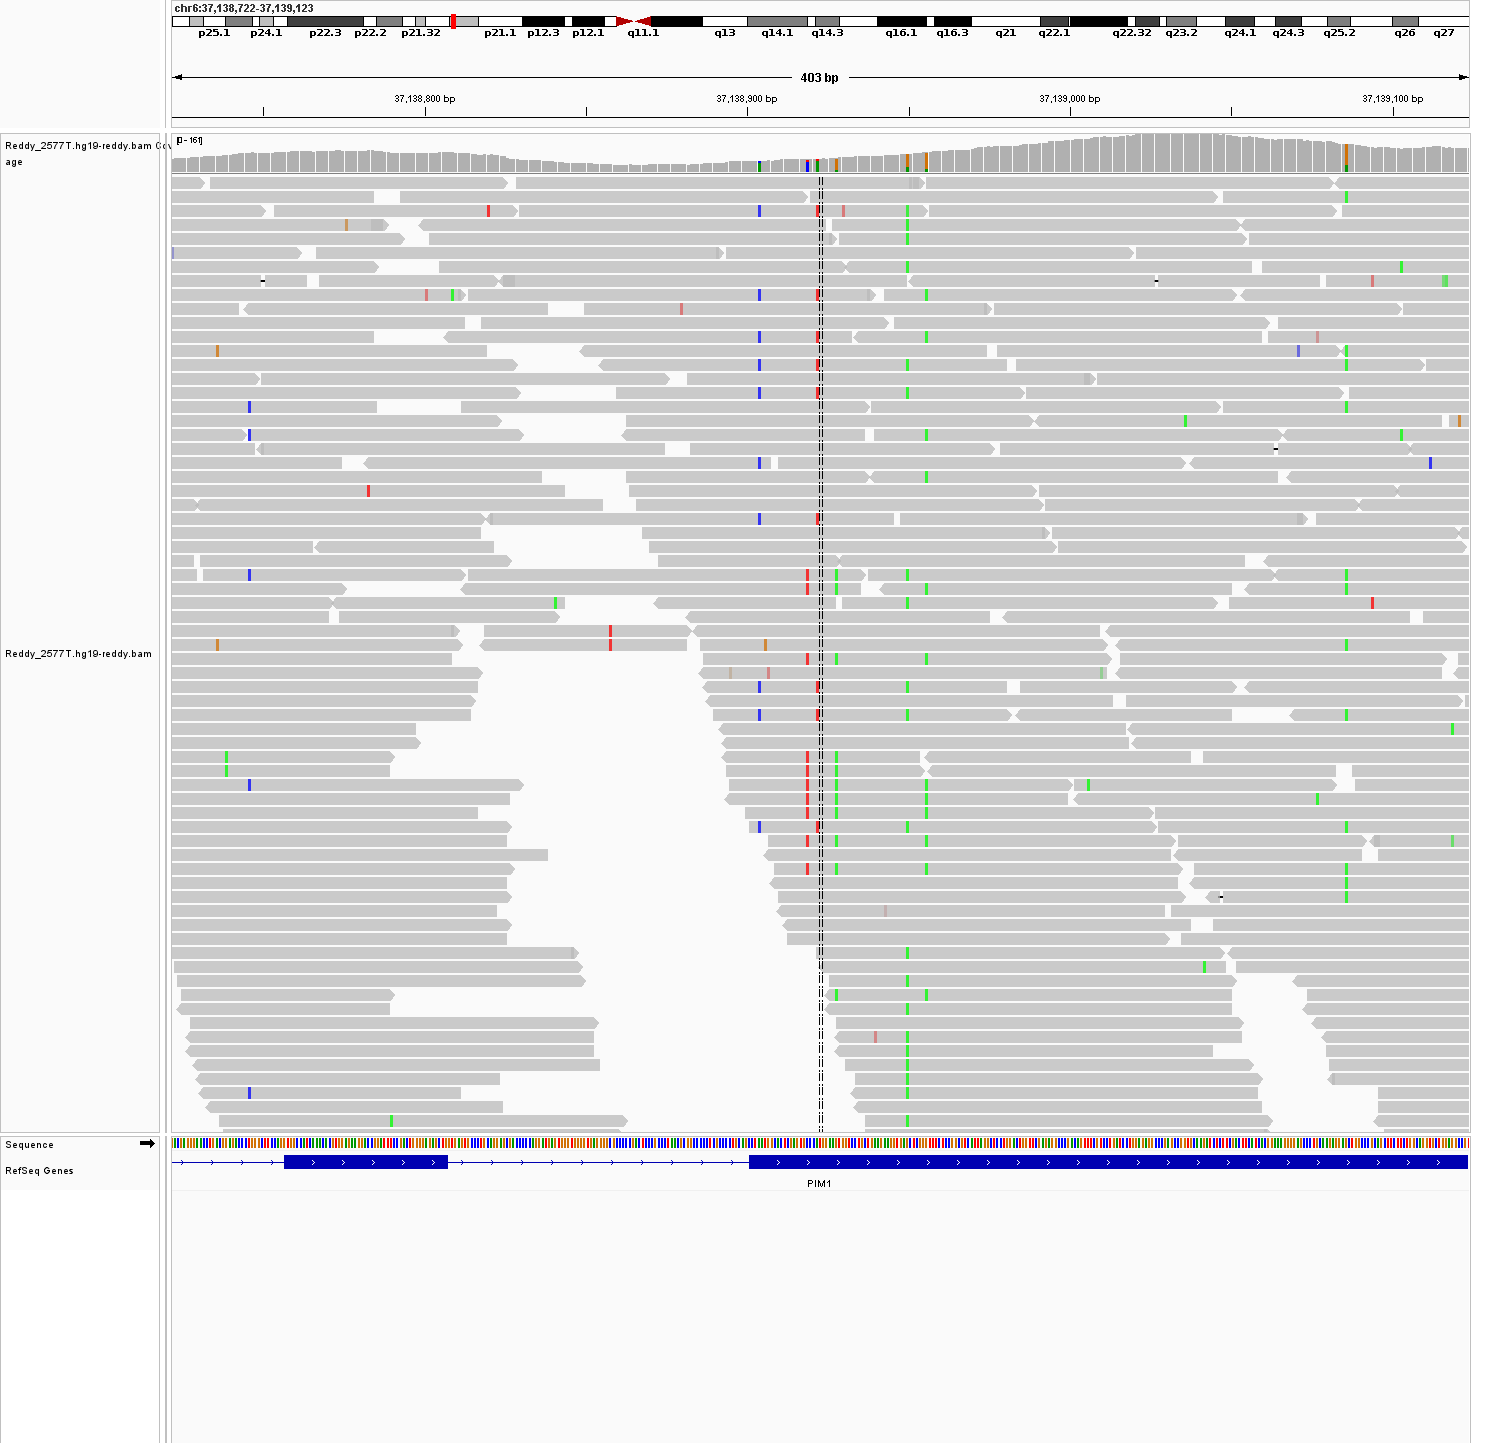 chr6:37,138,722-37,139,123
p25.1 p24.1 p22.3 p22.2 p21.32 p21.1 p12.3 p12.1 q11.1 q13 q14.1 q14.3 q16.1 q16.3 q21 q22.1 q22.32 q23.2 q24.1 q24.3 q25.2 q26 q27
403 bp
37,138,800 bp 37,138,900 bp 37,139,000 bp 37,139,100 bp
[0 - 161]
Reddy_2577T.hg19-reddy.bam Cov
age
Reddy_2577T.hg19-reddy.bam
Sequence
RefSeq Genes
PIM1